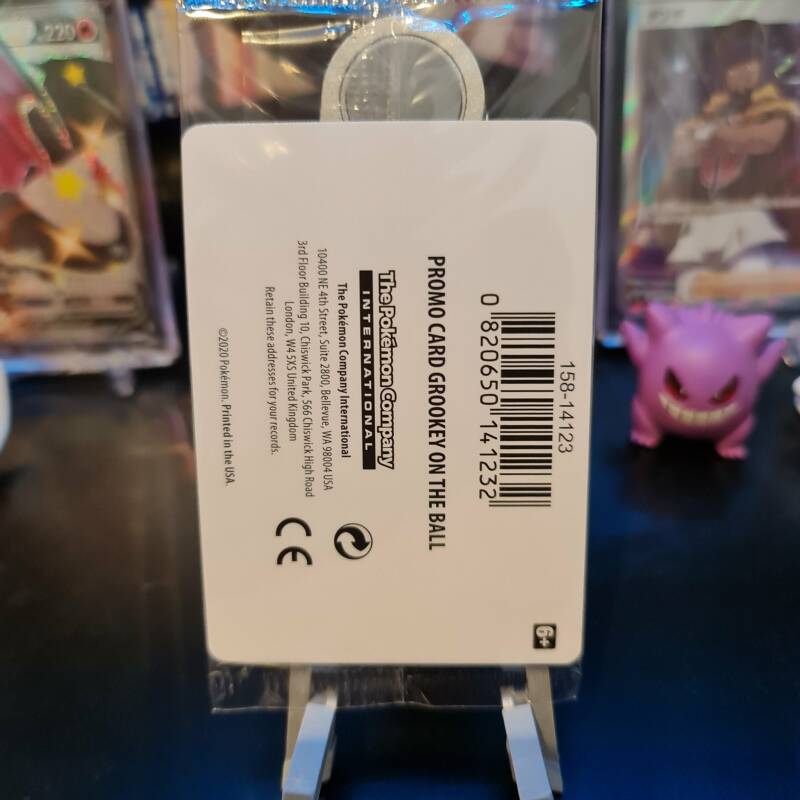 158-14123
0 820650 141232
PROMO CARD GROOKEY ON THE BALL
The Pokémon Company
INTERNATIONAL
The Pokémon Company International
10400 NE 4th Street, Suite 2800, Bellevue, WA 98004 USA
3rd Floor Building 10, Chiswick Park, 566 Chiswick High Road
London, W4 5XS United Kingdom
Retain these addresses for your records.
©2020 Pokémon. Printed in the USA.
CE
6+
220